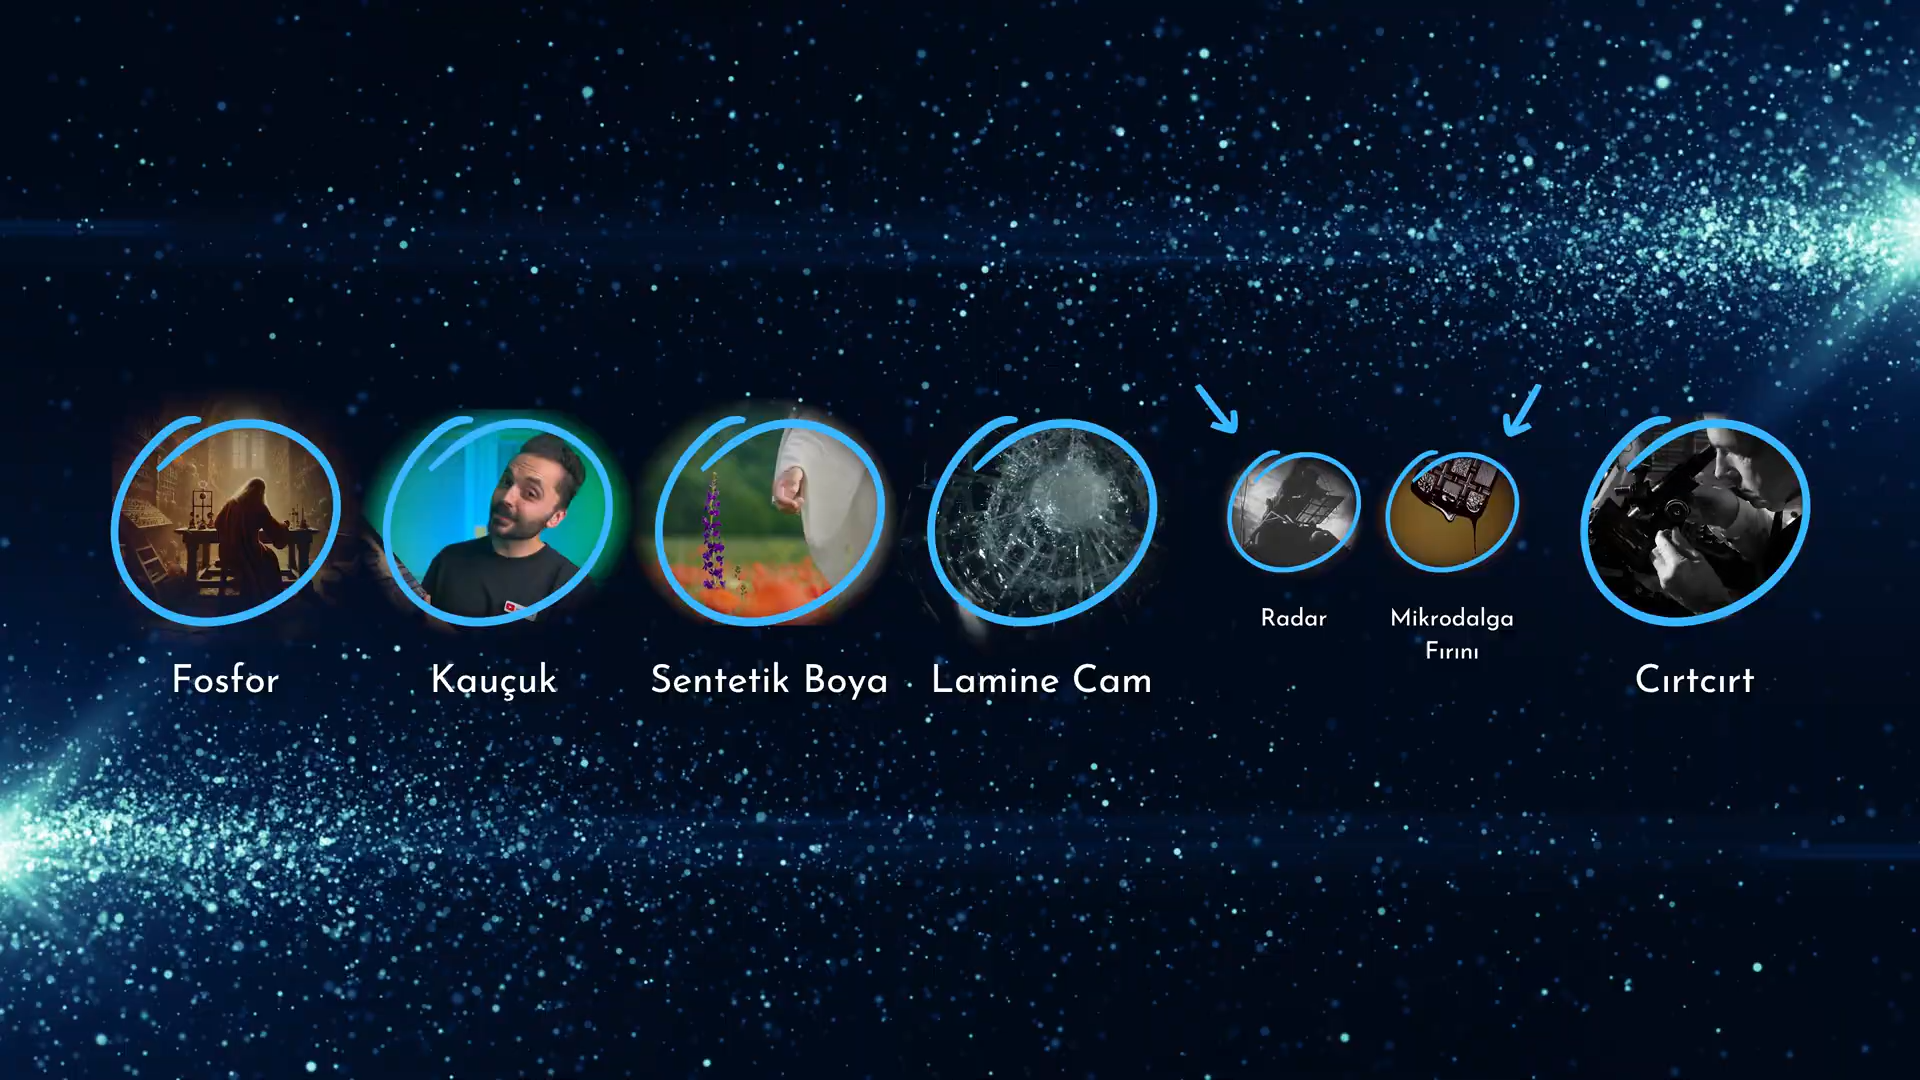 Fosfor
Kauçuk
Sentetik Boya
Lamine Cam
Radar
Mikrodalga
Fırını
Cırtcırt